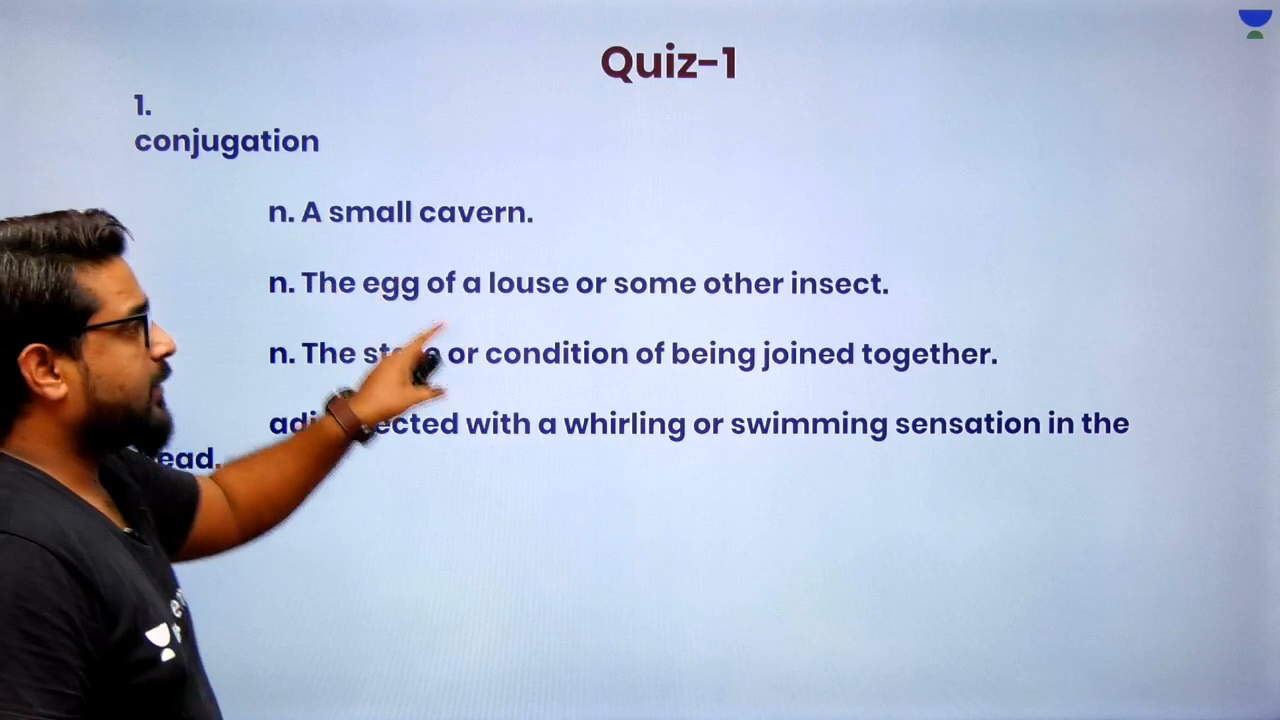 Quiz-1
1.
conjugation
n. A small cavern.
n. The egg of a louse or some other insect.
n. The or condition of being joined together.
with a whirling or swimming sensation in the